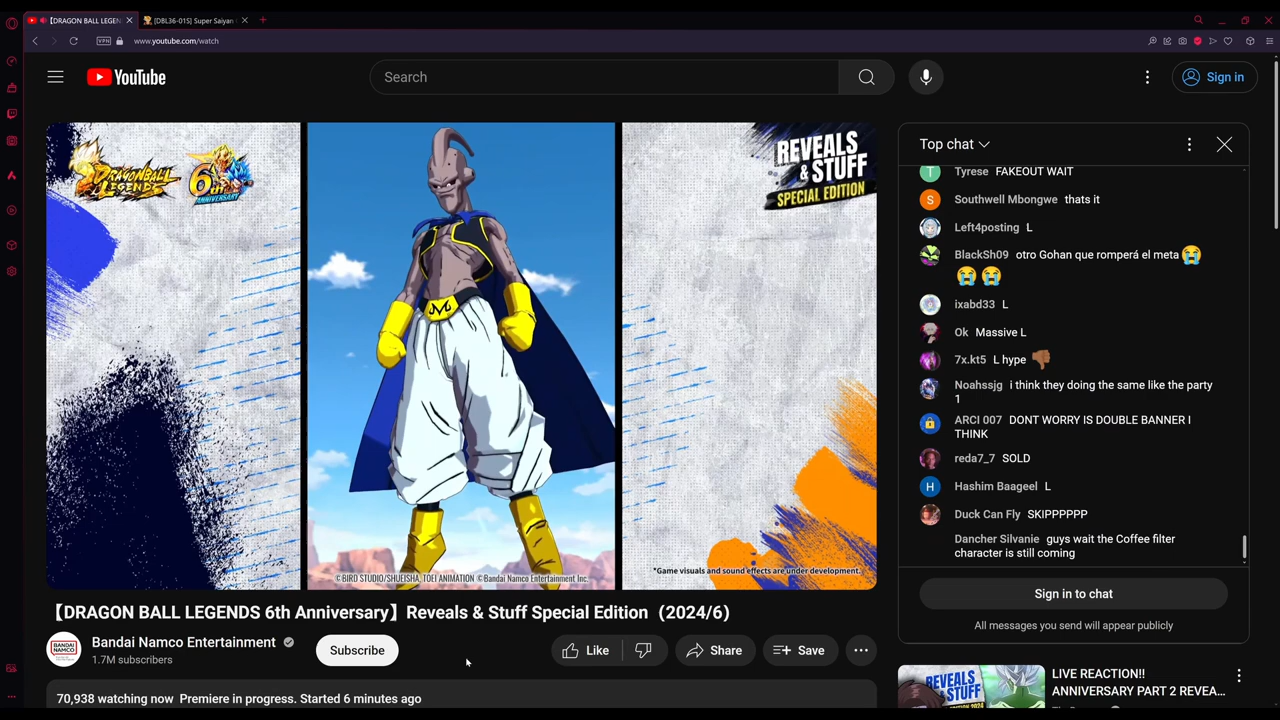 【DRAGON BALL LEGEN
[DBL36-01S] Super Saiyan
VPN
www.youtube.com/watch
YouTube
Search
Sign in
DRAGONBALL
LEGENDS
6th
ANNIVERSARY
REVEALS
& STUFF
SPECIAL EDITION
©BIRD STUDIO/SHUEISHA, TOEI ANIMATION ©Bandai Namco Entertainment Inc.
*Game visuals and sound effects are under development.
Top chat
T Tyrese FAKEOUT WAIT
S Southwell Mbongwe thats it
Left4posting L
BlackSh09 otro Gohan que romperá el meta 😭
😭 😭
ixabd33 L
Ok Massive L
7x.kt5 L hype 👎🏾
Noahssjg i think they doing the same like the party
1
ARCI 007 DONT WORRY IS DOUBLE BANNER I
THINK
reda7_7 SOLD
H Hashim Baageel L
Duck Can Fly SKIPPPPPP
Dancher Silvanie guys wait the Coffee filter
character is still coming
Sign in to chat
All messages you send will appear publicly
【DRAGON BALL LEGENDS 6th Anniversary】Reveals & Stuff Special Edition（2024/6）
BANDAI
NAMCO
Bandai Namco Entertainment
1.7M subscribers
Subscribe
Like
Share
Save
70,938 watching now Premiere in progress. Started 6 minutes ago
REVEALS
& STUFF
LIVE REACTION!!
ANNIVERSARY PART 2 REVEA...